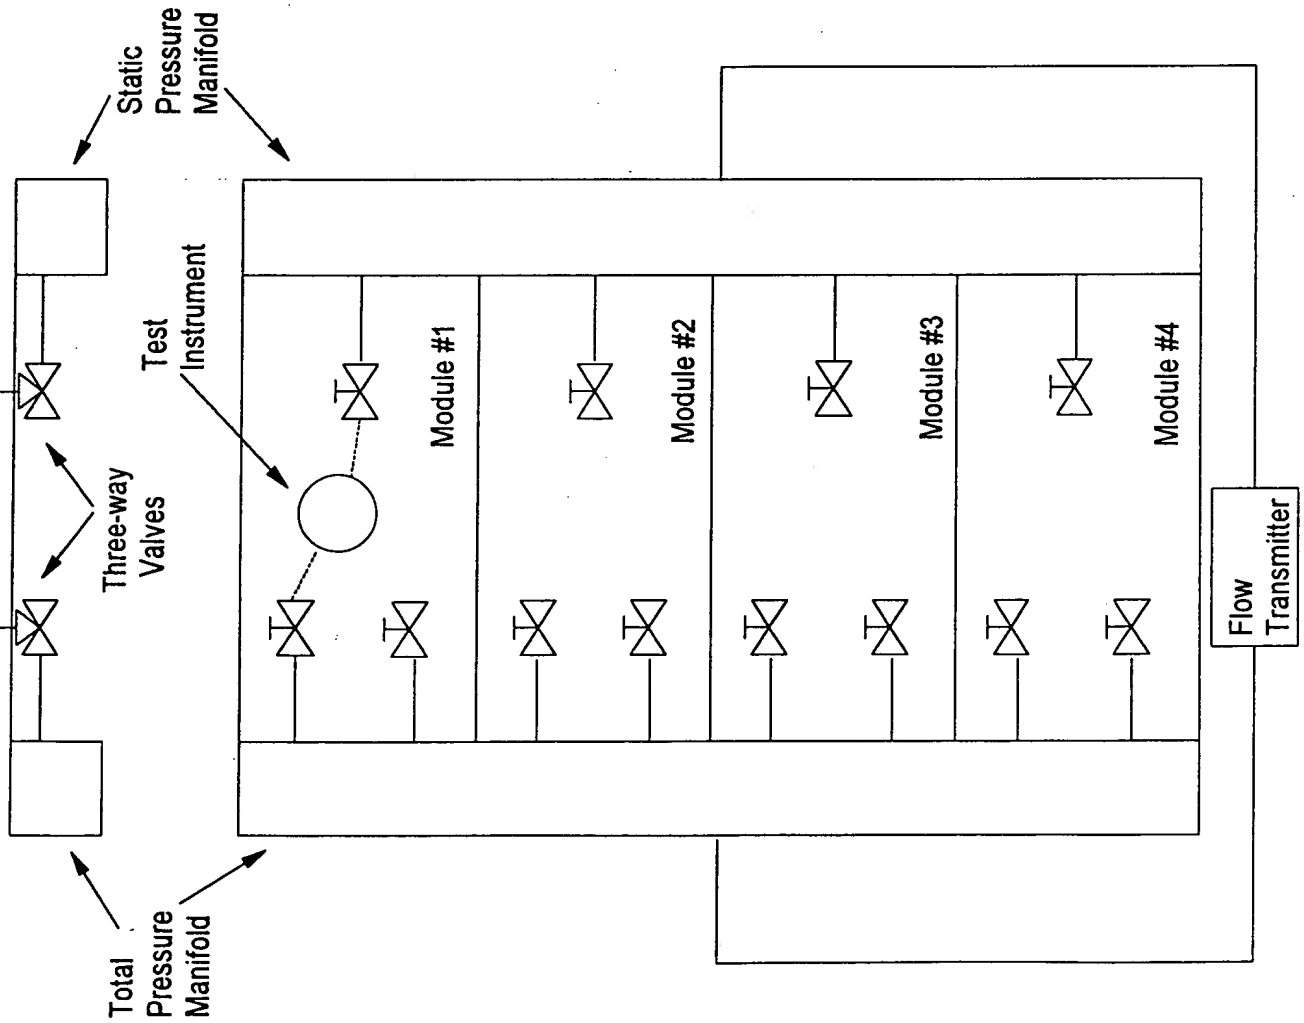 Total
Pressure
Manifold
Three-way
Valves
Static
Pressure
Manifold
Test
Instrument
Module #1
Module #2
Module #3
Module #4
Flow
Transmitter